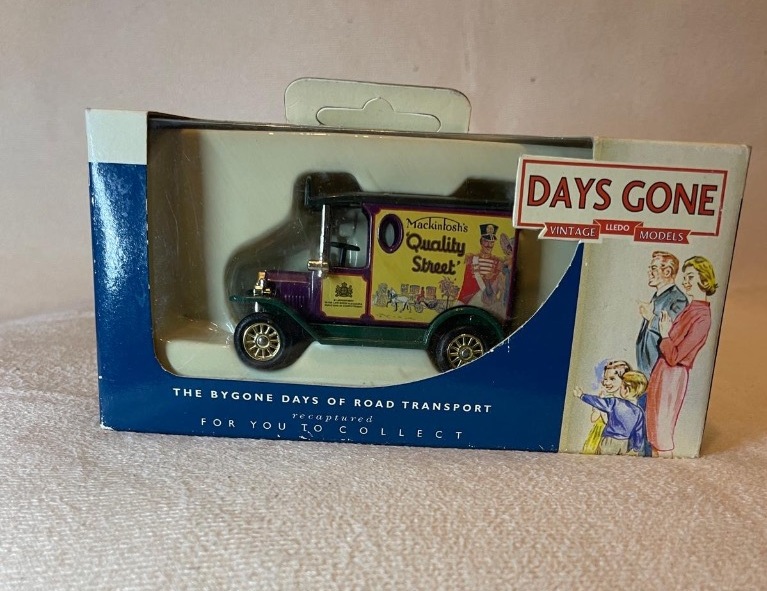 DAYS GONE
VINTAGE LLEDO MODELS
Mackintosh's
'Quality
Street'
THE BYGONE DAYS OF ROAD TRANSPORT
recaptured
FOR YOU TO COLLECT